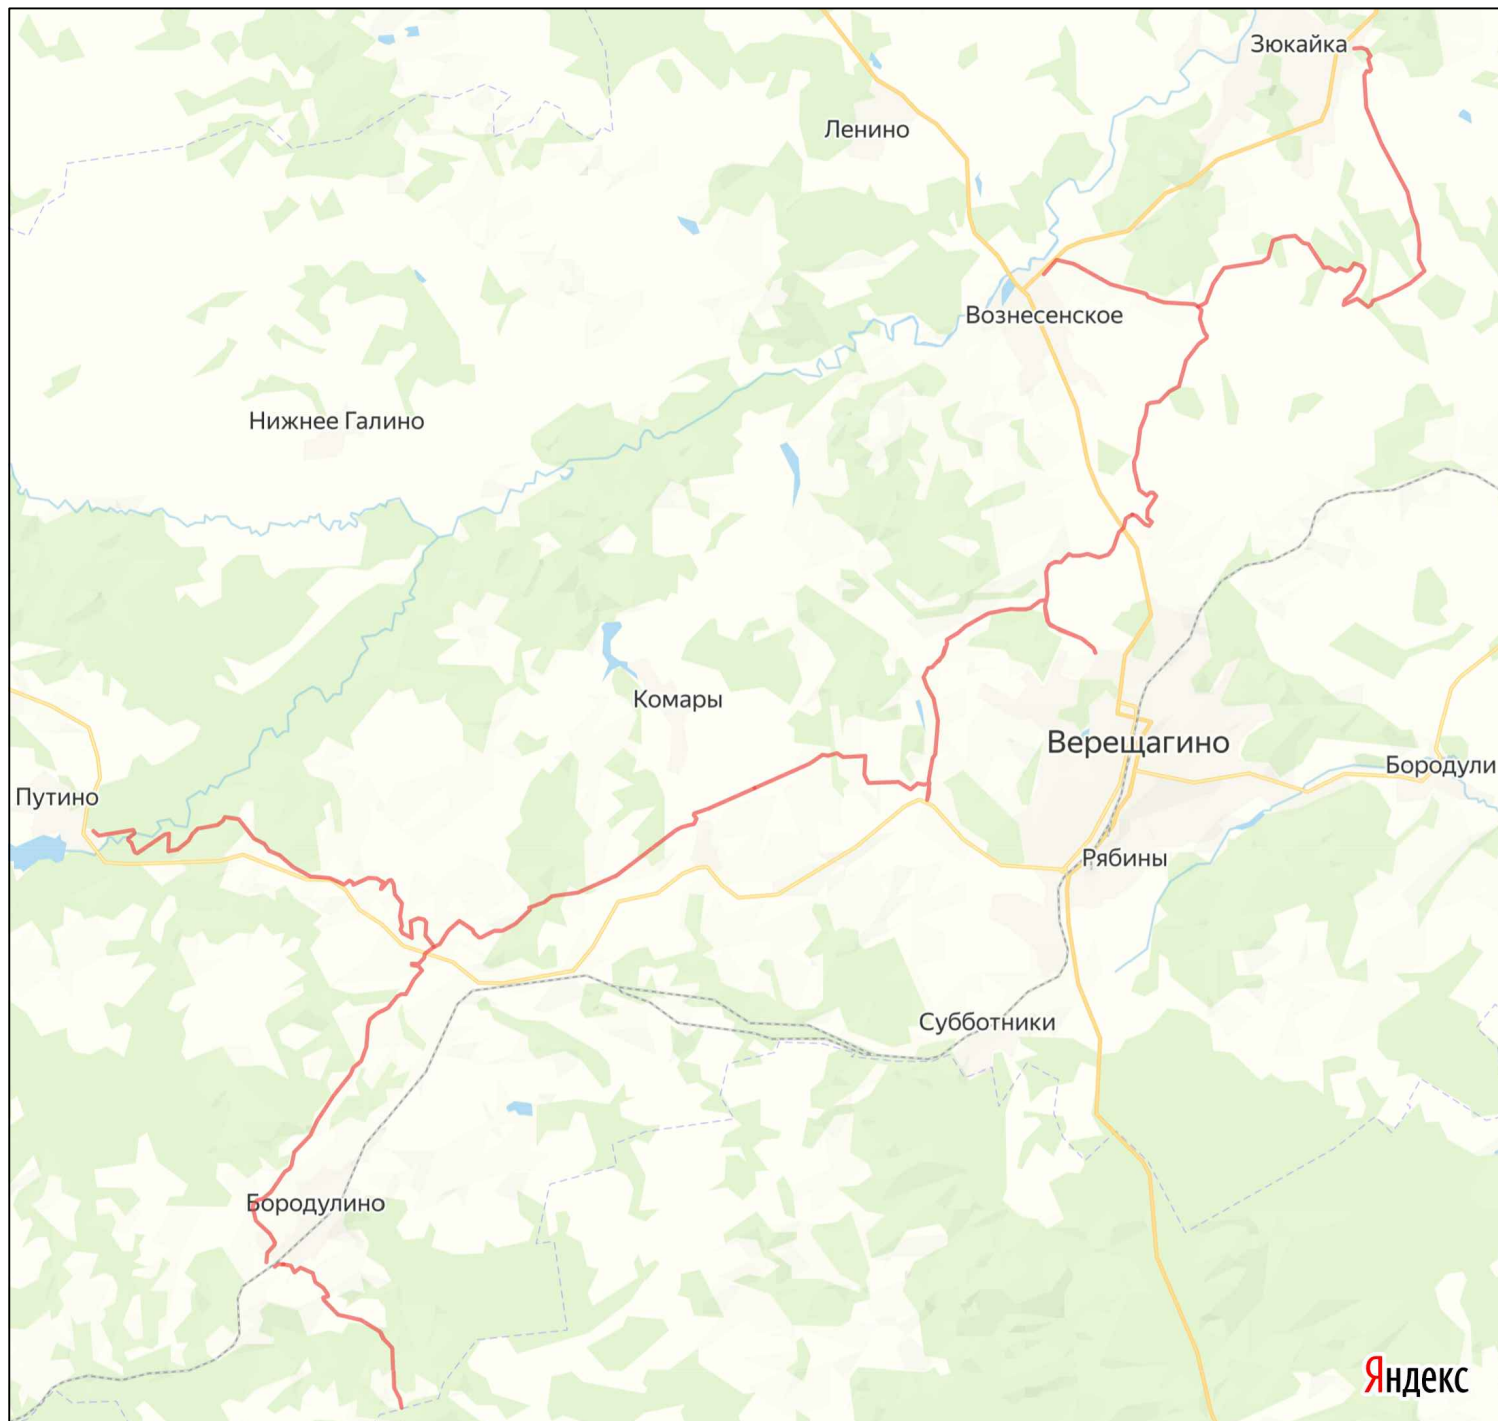 Зюкайка
Ленино
Вознесенское
Нижнее Галино
Комары
Верещагино
Бородули
Путино
Рябины
Субботники
Бородулино
Яндекс